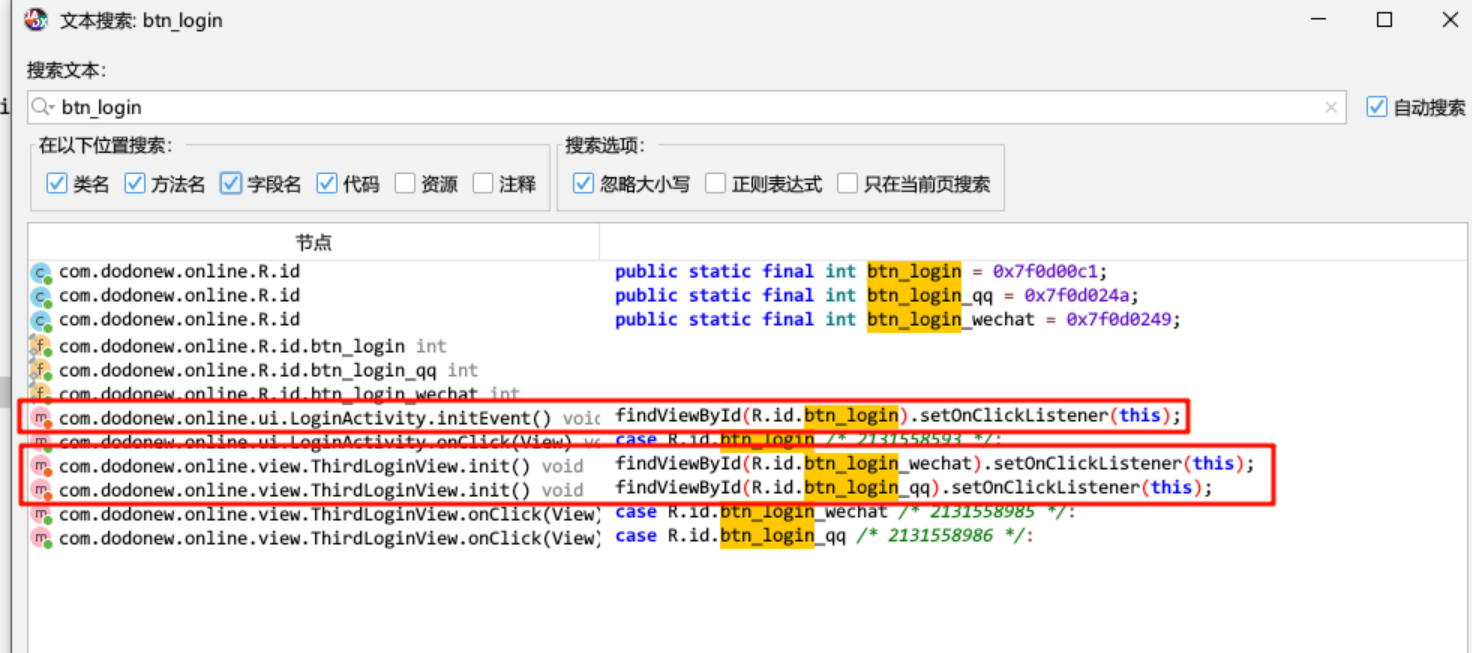 文本搜索: btn_login
搜索文本:
btn_login
自动搜索
在以下位置搜索:
搜索选项:
类名 方法名 字段名 代码 资源 注释 忽略大小写 正则表达式 只在当前页搜索
节点
com.dodonew.online.R.id public static final int btn_login = 0x7f0d00c1;
com.dodonew.online.R.id public static final int btn_login_qq = 0x7f0d024a;
com.dodonew.online.R.id public static final int btn_login_wechat = 0x7f0d0249;
com.dodonew.online.R.id.btn_login int
com.dodonew.online.R.id.btn_login_qq int
com.dodonew.online.R.id.btn_login_wechat int
com.dodonew.online.ui.LoginActivity.initEvent() void findViewById(R.id.btn_login).setOnClickListener(this);
com.dodonew.online.ui.LoginActivity.onClick(View) case R.id.btn_login /* 2131558593 */:
com.dodonew.online.view.ThirdLoginView.init() void findViewById(R.id.btn_login_wechat).setOnClickListener(this);
com.dodonew.online.view.ThirdLoginView.init() void findViewById(R.id.btn_login_qq).setOnClickListener(this);
com.dodonew.online.view.ThirdLoginView.onClick(View) case R.id.btn_login_wechat /* 2131558985 */:
com.dodonew.online.view.ThirdLoginView.onClick(View) case R.id.btn_login_qq /* 2131558986 */: